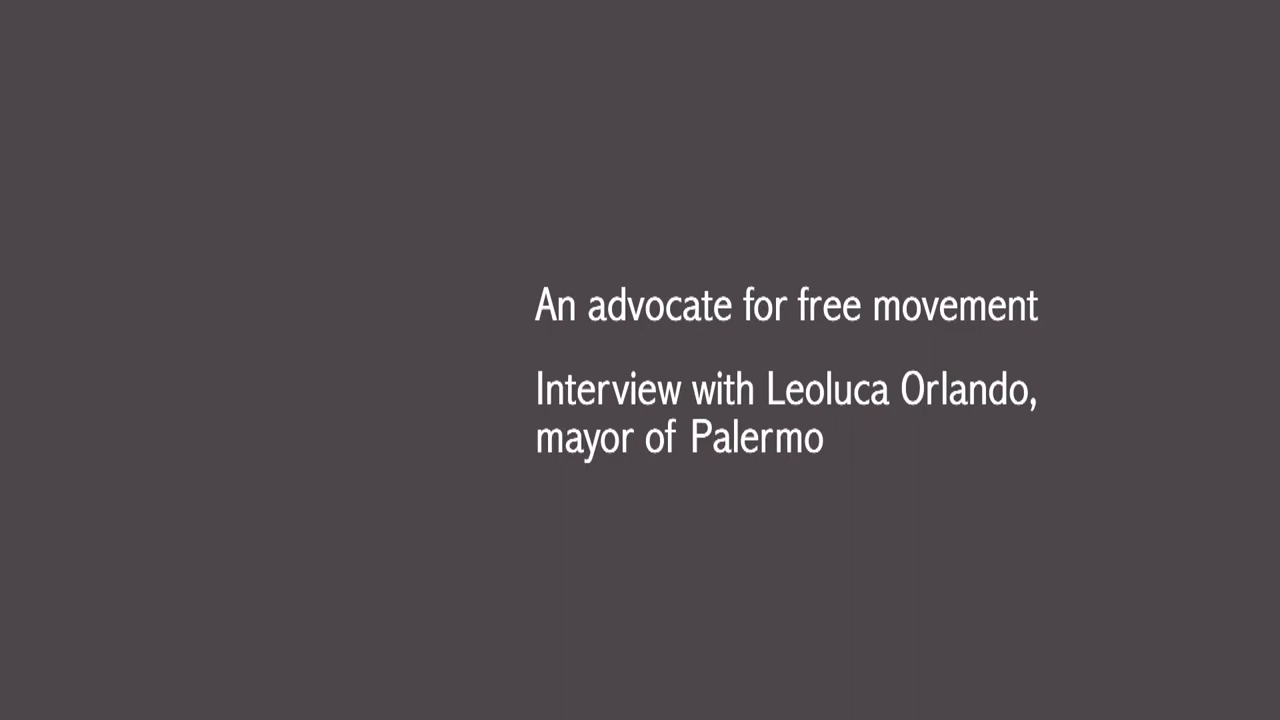 An advocate for free movement
Interview with Leoluca Orlando,
mayor of Palermo